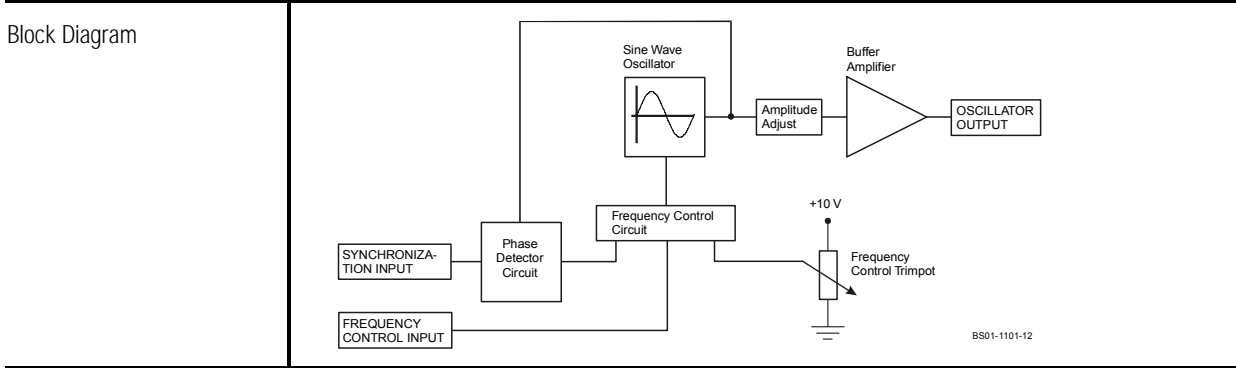 Block Diagram
Sine Wave
Oscillator
Buffer
Amplifier
Amplitude
Adjust
OSCILLATOR
OUTPUT
+10 V
Frequency Control
Circuit
Phase
Detector
Circuit
SYNCHRONIZA-
TION INPUT
Frequency
Control Trimpot
FREQUENCY
CONTROL INPUT
BS01-1101-12